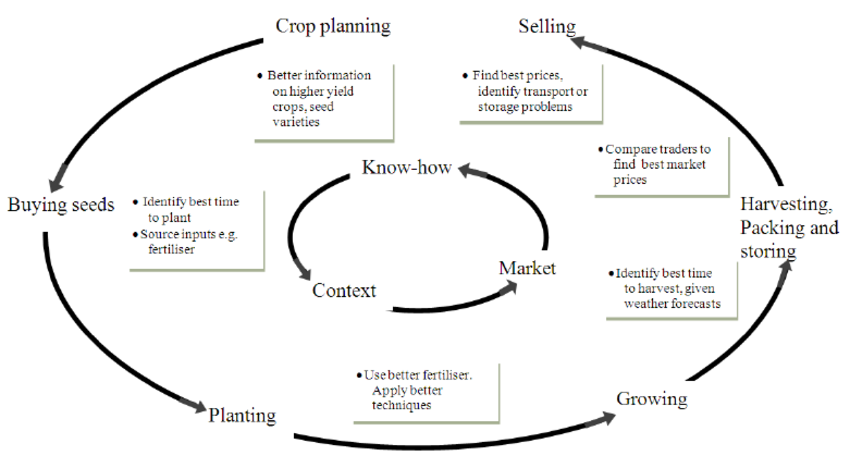 Crop planning
Selling
• Better information
on higher yield
crops, seed
varieties
• Find best prices,
identify transport or
storage problems
• Compare traders to
find best market
prices
Know-how
Buying seeds
• Identify best time
to plant
• Source inputs e.g.
fertiliser
Harvesting,
Packing and
storing
Market
Context
• Identify best time
to harvest, given
weather forecasts
• Use better fertiliser.
Apply better
techniques
Growing
Planting